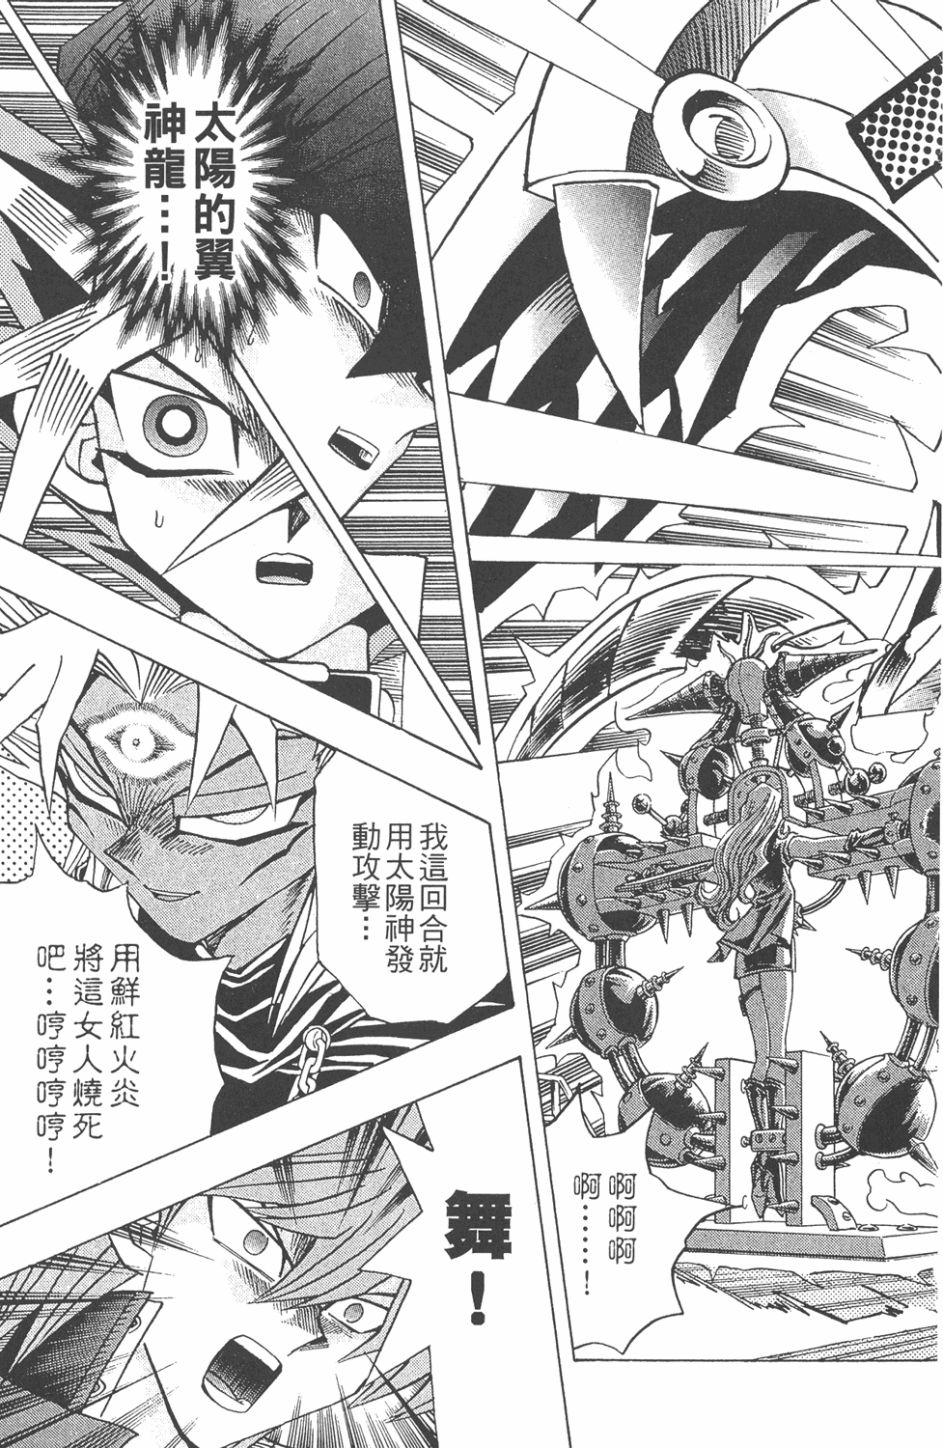 太陽的翼
神龍…！
啊啊啊
啊……！
我這回合就
用太陽神發
動攻擊…
用鮮紅火炎
將這女人燒死
吧…哼哼哼哼！
舞！